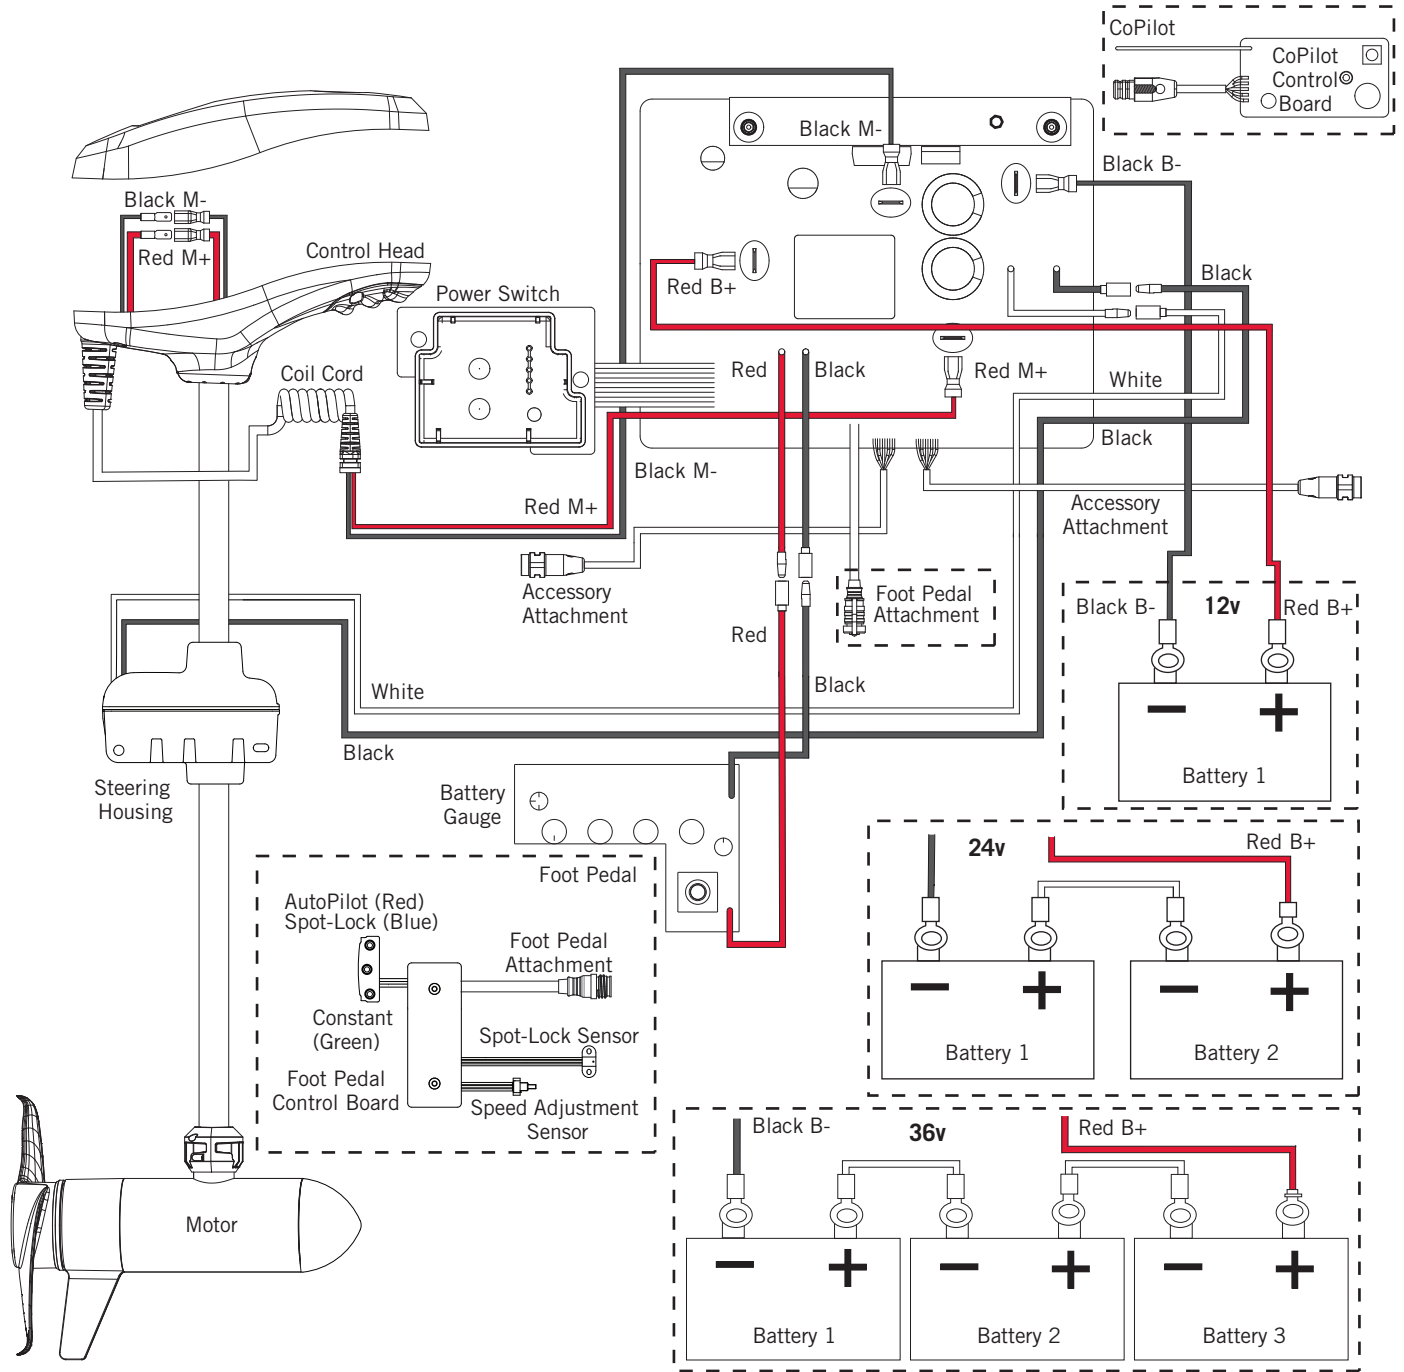 CoPilot
CoPilot
Control
Board
Black M-
Black B-
Black M-
Red M+
Control Head
Power Switch
Red B+
Black
Coil Cord
Red
Black
Red M+
White
Black
Black M-
Red M+
Accessory
Attachment
Accessory
Attachment
Foot Pedal
Attachment
Black B-
12v
Red B+
Red
Black
White
Black
Battery 1
Steering
Housing
Battery
Gauge
Foot Pedal
24v
Red B+
Battery 1
Battery 2
AutoPilot (Red)
Spot-Lock (Blue)
Foot Pedal
Attachment
Constant
(Green)
Spot-Lock Sensor
Foot Pedal
Control Board
Speed Adjustment
Sensor
Black B-
36v
Red B+
Motor
Battery 1
Battery 2
Battery 3